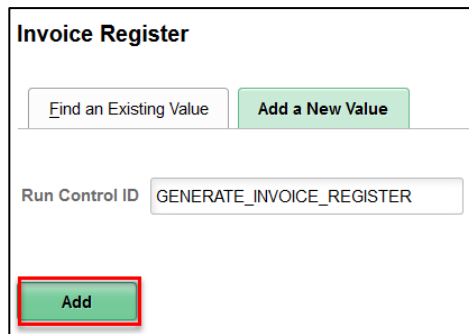 Invoice Register
Find an Existing Value Add a New Value
Run Control ID GENERATE_INVOICE_REGISTER
Add